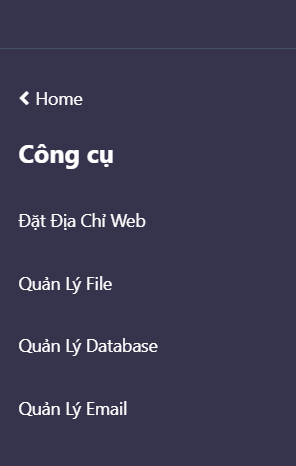 Home
Công cụ
Đặt Địa Chỉ Web
Quản Lý File
Quản Lý Database
Quản Lý Email